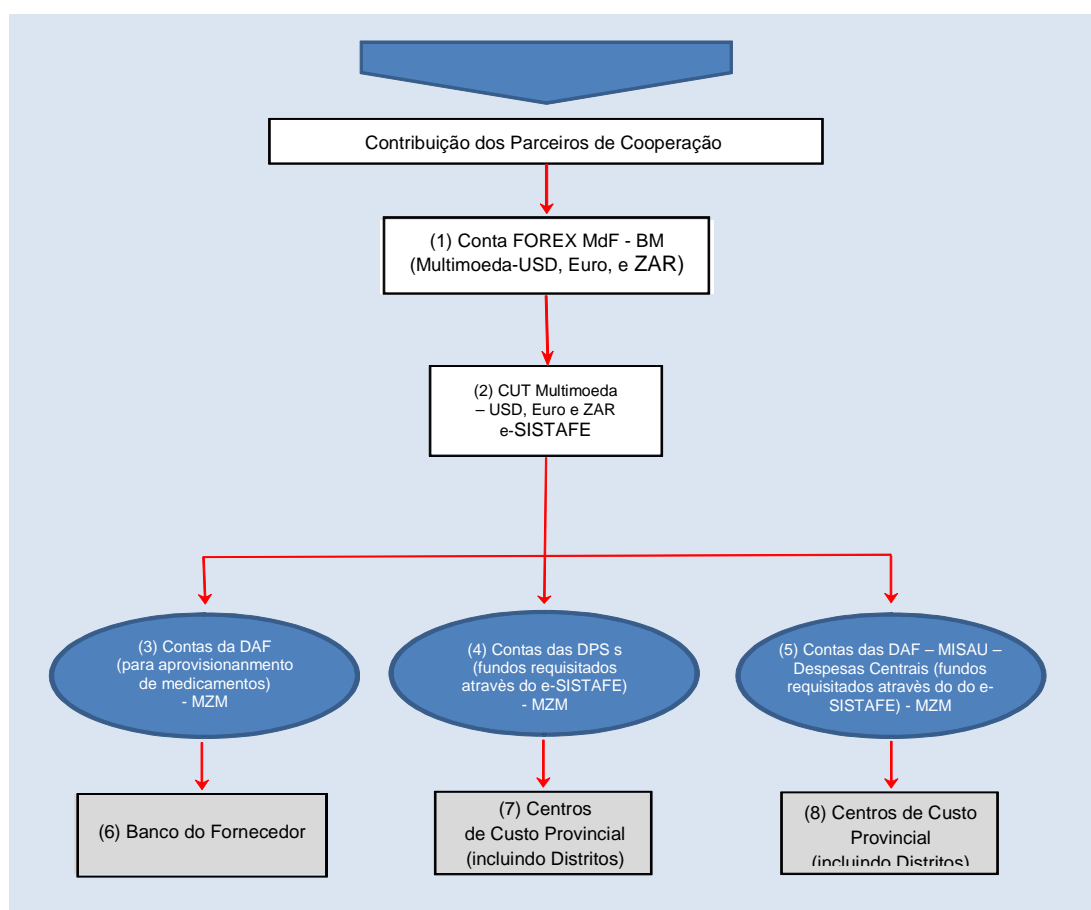 Contribuição dos Parceiros de Cooperação
(1) Conta FOREX MdF - BM
(Multimoeda-USD, Euro, e ZAR)
(2) CUT Multimoeda
– USD, Euro e ZAR
e-SISTAFE
(3) Contas da DAF
(para aprovisionanmento
de medicamentos)
- MZM
(4) Contas das DPS s
(fundos requisitados
atravès do e-SISTAFE)
- MZM
(5) Contas das DAF – MISAU –
Despesas Centrais (fundos
requisitados atravès do do e-
SISTAFE) - MZM
(6) Banco do Fornecedor
(7) Centros
de Custo Provincial
(incluindo Distritos)
(8) Centros de Custo
Provincial
(incluindo Distritos)